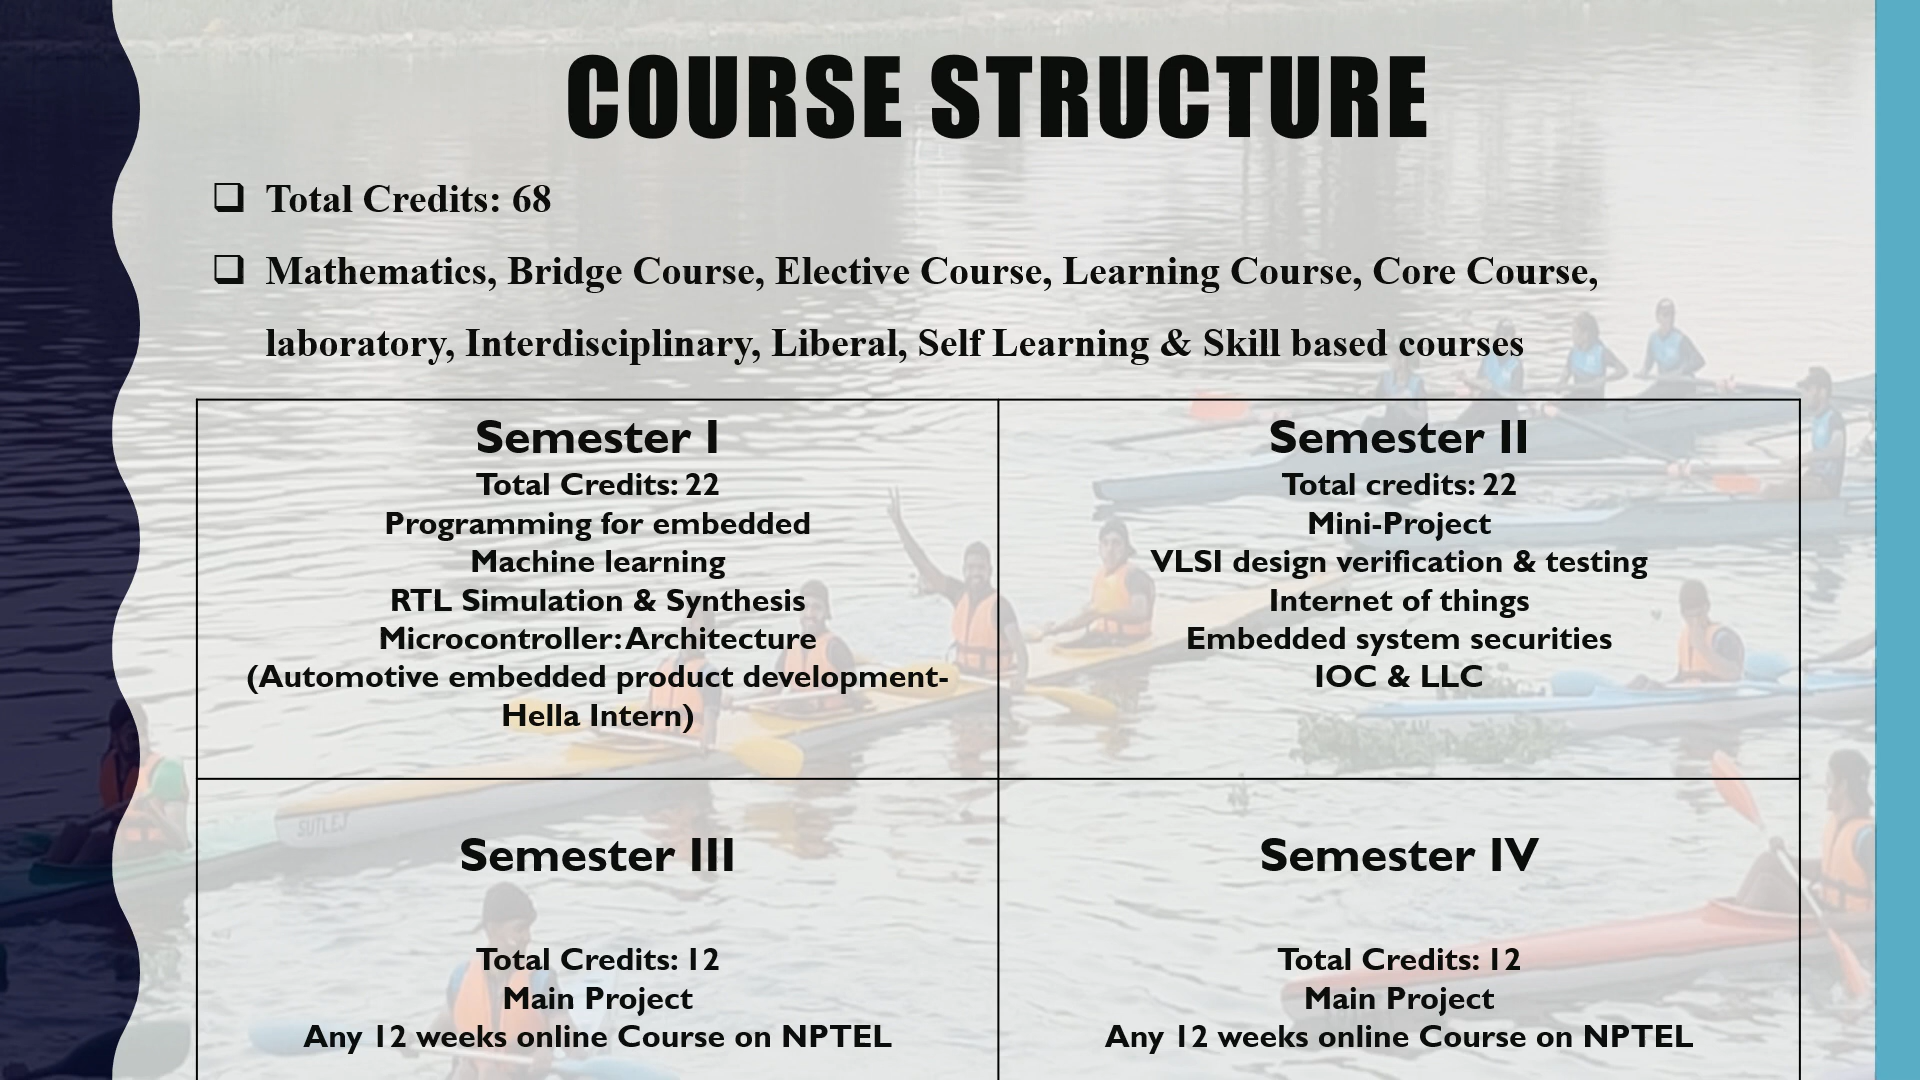 COURSE STRUCTURE
❑ Total Credits: 68
❑ Mathematics, Bridge Course, Elective Course, Learning Course, Core Course,
laboratory, Interdisciplinary, Liberal, Self Learning & Skill based courses
Semester I
Total Credits: 22
Programming for embedded
Machine learning
RTL Simulation & Synthesis
Microcontroller: Architecture
(Automotive embedded product development-
Hella Intern)
Semester II
Total credits: 22
Mini-Project
VLSI design verification & testing
Internet of things
Embedded system securities
IOC & LLC
SUTLEJ
Semester III
Total Credits: 12
Main Project
Any 12 weeks online Course on NPTEL
Semester IV
Total Credits: 12
Main Project
Any 12 weeks online Course on NPTEL